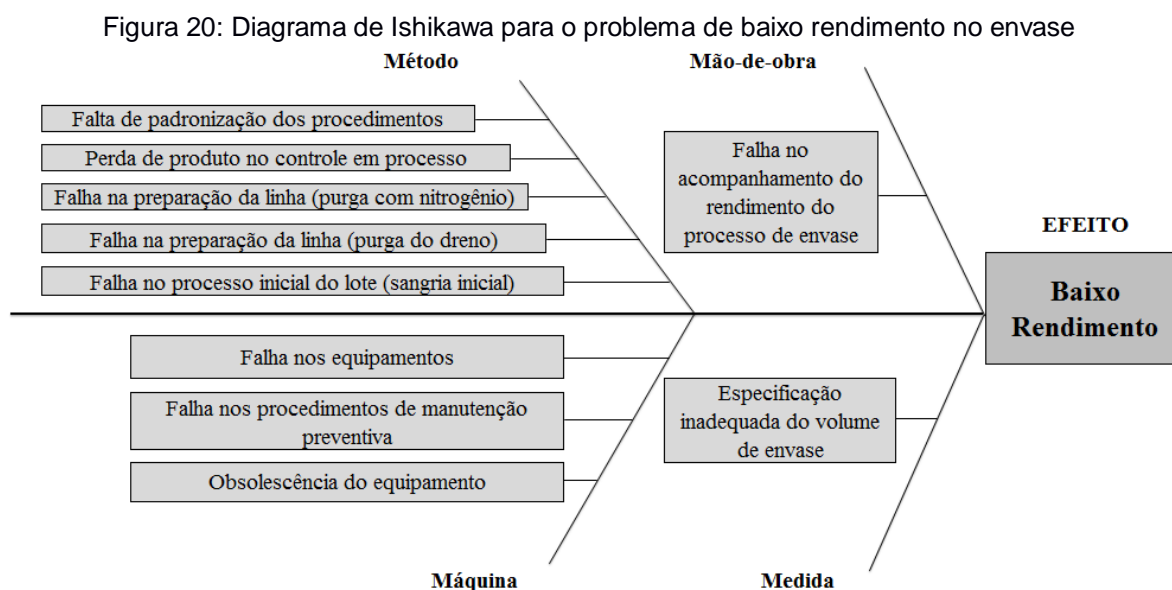 Figura 20: Diagrama de Ishikawa para o problema de baixo rendimento no envase
Método
Mão-de-obra
Falta de padronização dos procedimentos
Perda de produto no controle em processo
Falha na preparação da linha (purga com nitrogênio)
Falha na preparação da linha (purga do dreno)
Falha no processo inicial do lote (sangria inicial)
Falha no
acompanhamento do
rendimento do
processo de envase
EFEITO
Baixo
Rendimento
Falha nos equipamentos
Falha nos procedimentos de manutenção
preventiva
Obsolescência do equipamento
Especificação
inadequada do volume
de envase
Máquina
Medida